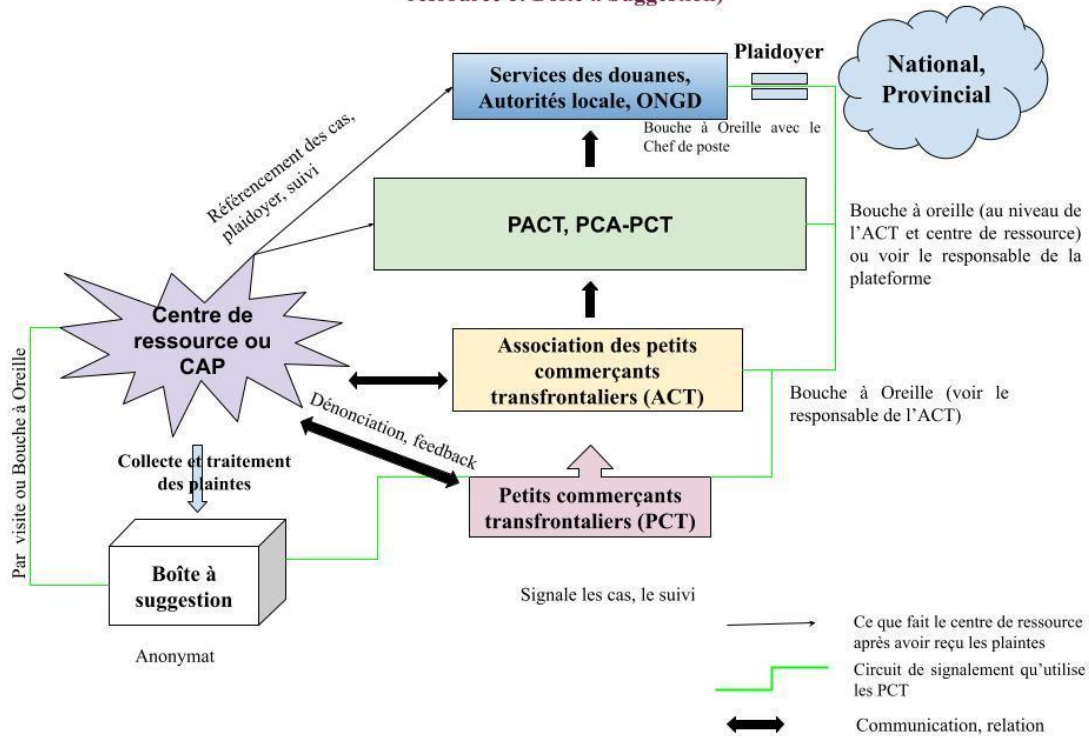 ressource et Boîte à Suggestion)
Plaidoyer
National,
Provincial
Services des douanes,
Autorités locale, ONGD
Bouche à Oreille avec le
Chef de poste
Référencement des cas,
plaidoyer, suivi
PACT, PCA-PCT
Bouche à oreille (au niveau de
l’ACT et centre de ressource)
ou voir le responsable de la
plateforme
Centre de
ressource ou
CAP
Association des petits
commerçants
transfrontaliers (ACT)
Bouche à Oreille (voir le
responsable de l’ACT)
Dénonciation, feedback
Par visite ou Bouche à Oreille
Collecte et traitement
des plaintes
Petits commerçants
transfrontaliers (PCT)
Boîte à
suggestion
Signale les cas, le suivi
Anonymat
Ce que fait le centre de ressource
après avoir reçu les plaintes
Circuit de signalement qu’utilise
les PCT
Communication, relation